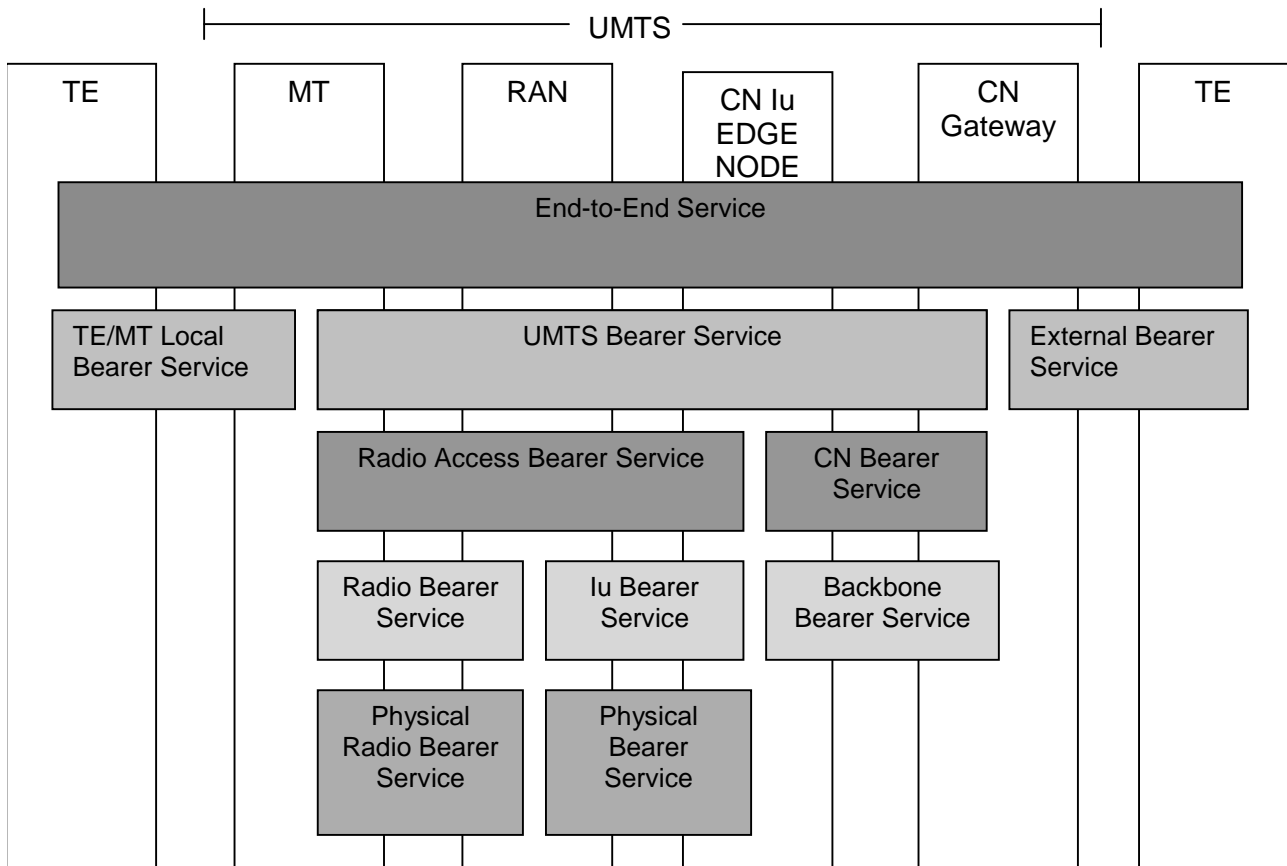 UMTS
TE
MT
RAN
CN Iu
EDGE
NODE
CN
Gateway
TE
End-to-End Service
TE/MT Local
Bearer Service
UMTS Bearer Service
External Bearer
Service
Radio Access Bearer Service
CN Bearer
Service
Radio Bearer
Service
Iu Bearer
Service
Backbone
Bearer Service
Physical
Radio Bearer
Service
Physical
Bearer
Service